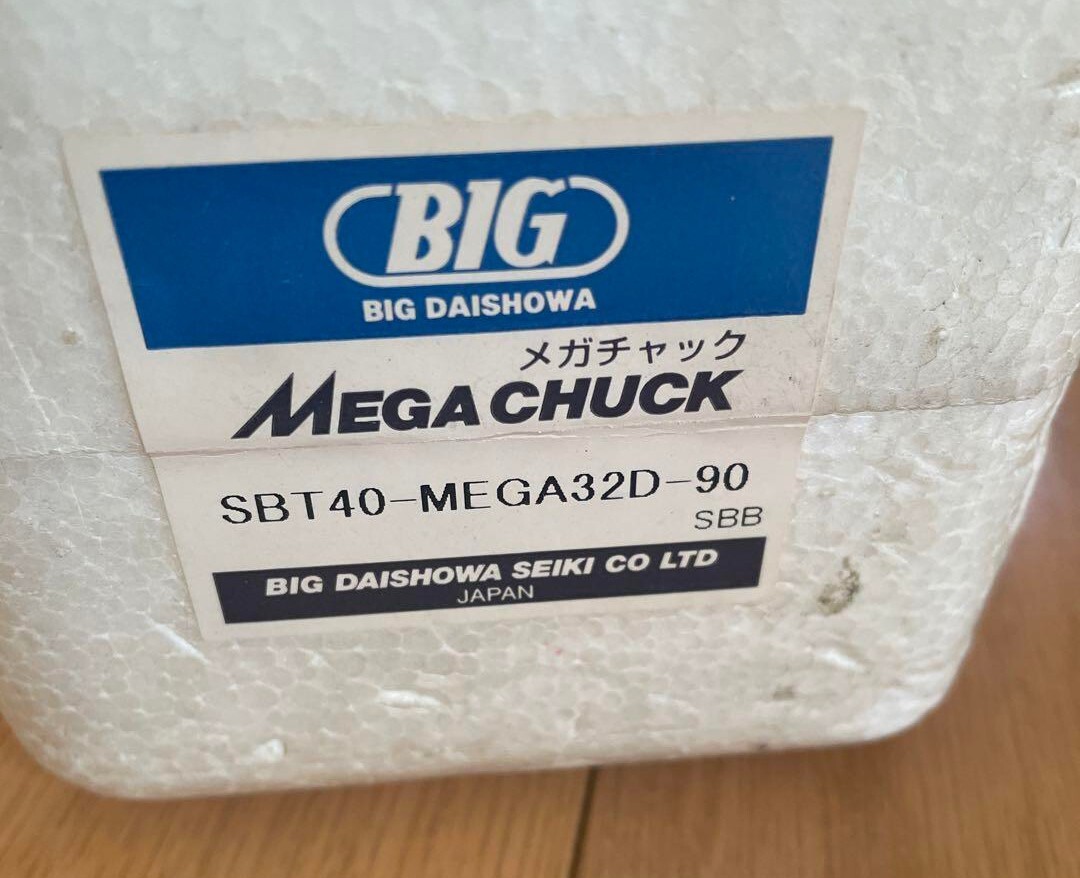 BIG
BIG DAISHOWA
メガチャック
MEGA CHUCK
SBT40-MEGA32D-90
SBB
BIG DAISHOWA SEIKI CO LTD
JAPAN